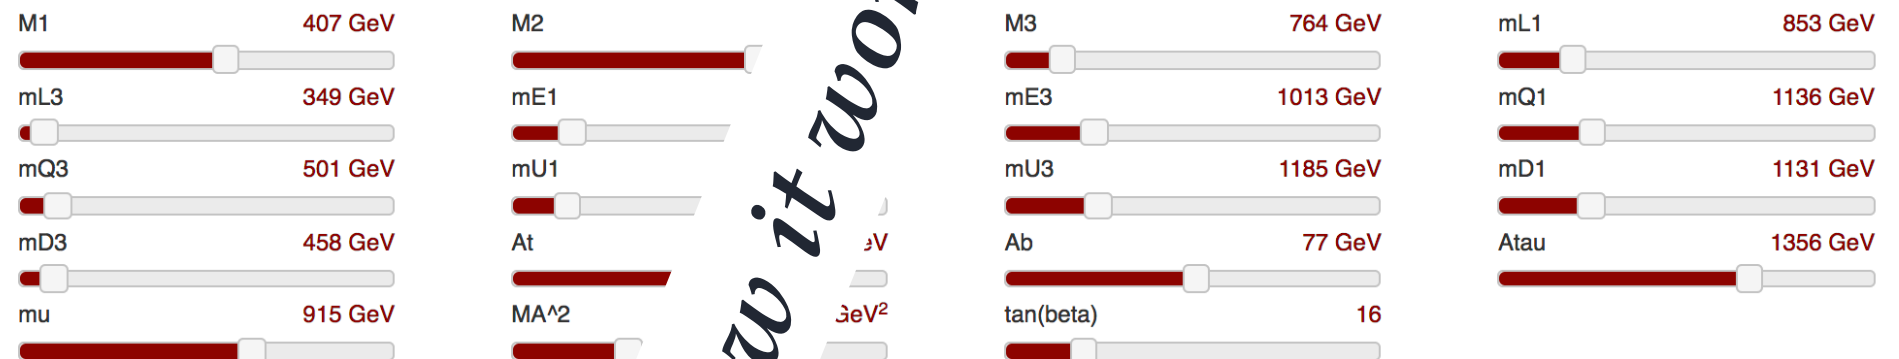 M1 407 GeV M2 M3 764 GeV mL1 853 GeV
mL3 349 GeV mE1 mE3 1013 GeV mQ1 1136 GeV
mQ3 501 GeV mU1 mU3 1185 GeV mD1 1131 GeV
mD3 458 GeV At Ab 77 GeV Atau 1356 GeV
mu 915 GeV MA^2 GeV² tan(beta) 16
it